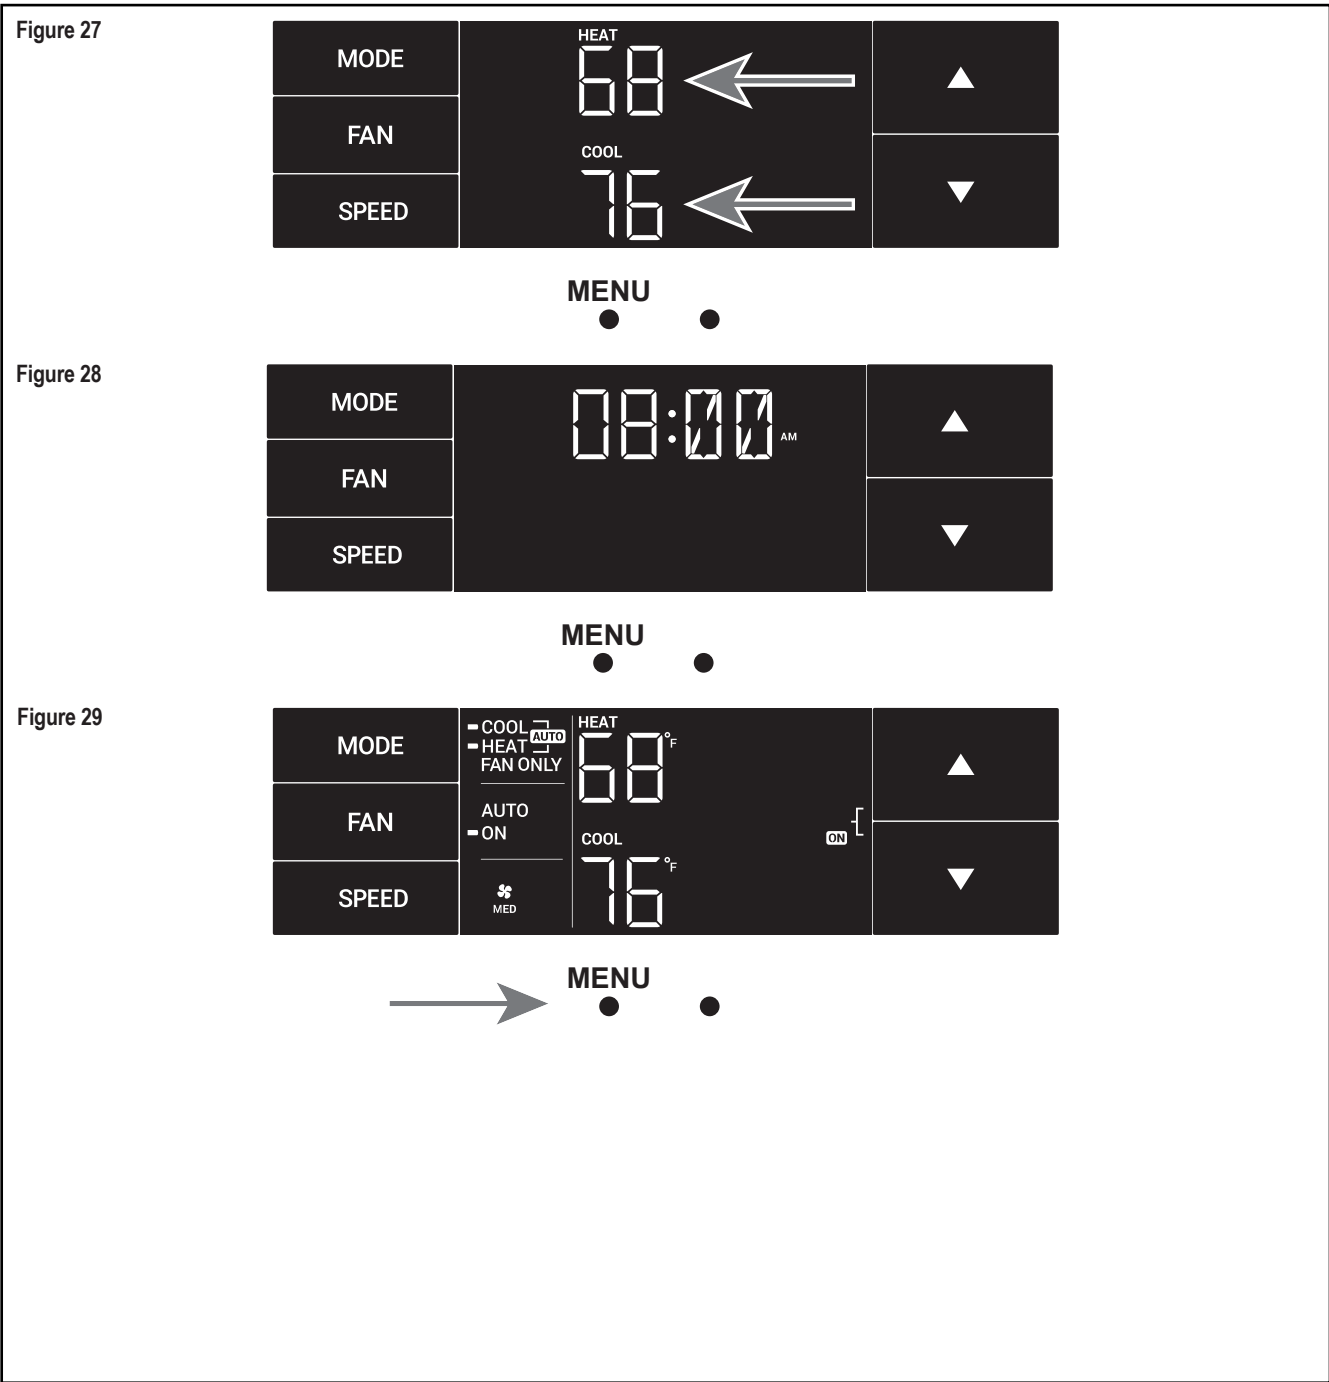 Figure 27
MODE
FAN
SPEED
HEAT
68
COOL
76
▲
▼
MENU
Figure 28
MODE
FAN
SPEED
08:00 AM
▲
▼
MENU
Figure 29
MODE
FAN
SPEED
COOL
HEAT
AUTO
FAN ONLY
AUTO
ON
MED
HEAT
68°F
COOL
76°F
ON
▲
▼
MENU